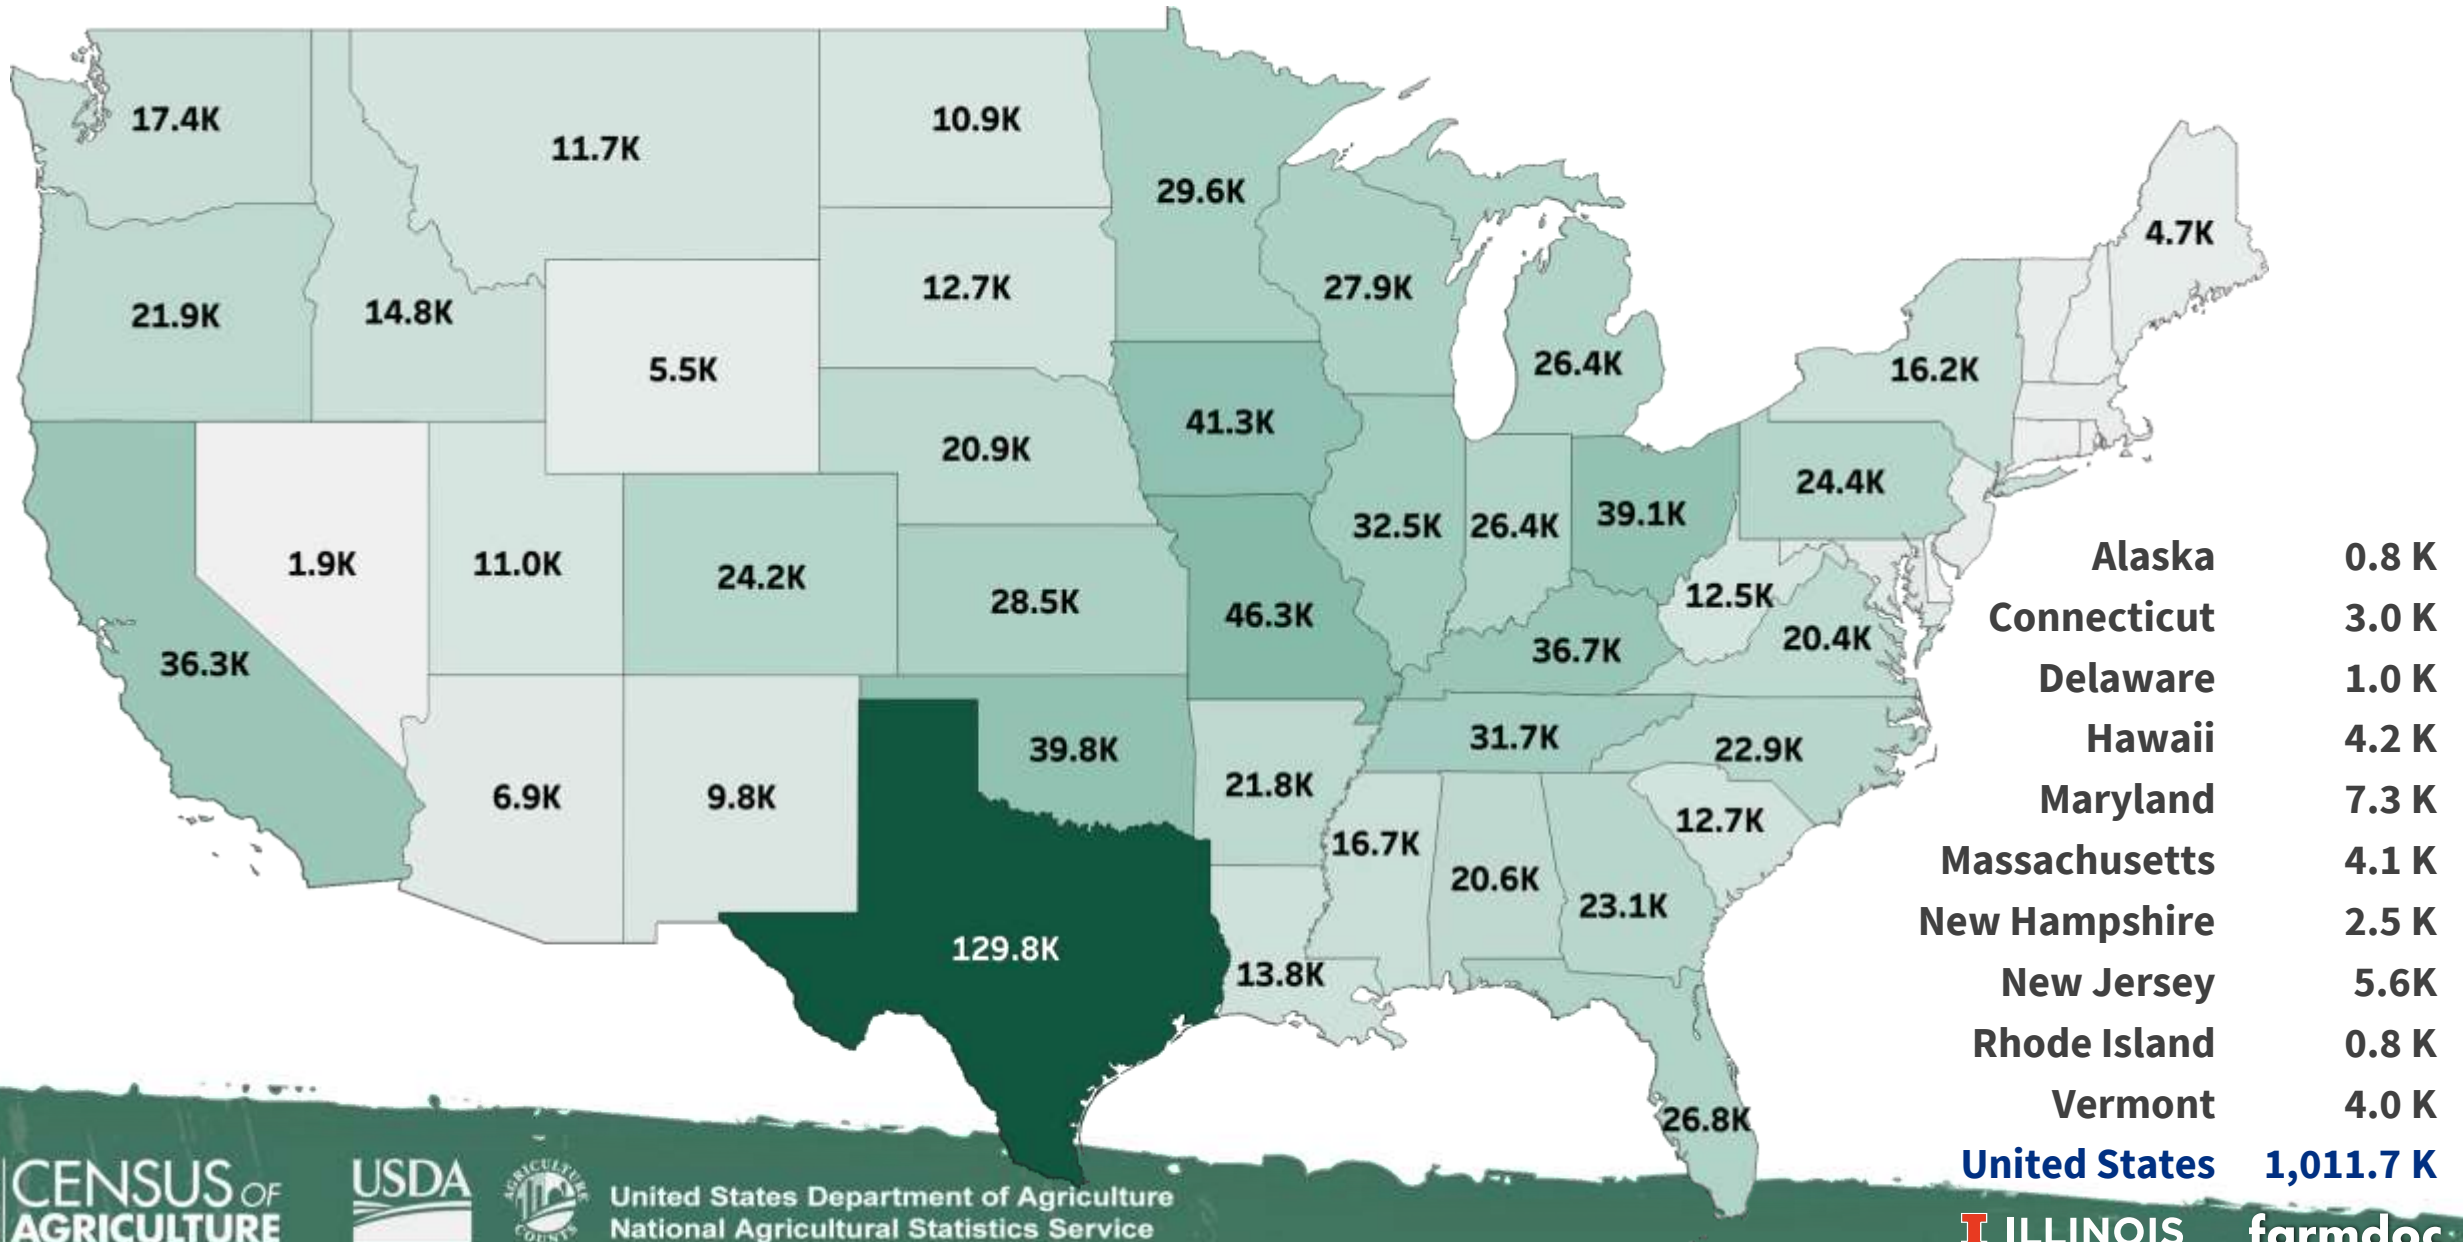 17.4K
11.7K
10.9K
29.6K
4.7K
21.9K
14.8K
12.7K
27.9K
5.5K
26.4K
16.2K
20.9K
41.3K
24.4K
32.5K
26.4K
39.1K
1.9K
11.0K
24.2K
28.5K
46.3K
12.5K
36.7K
20.4K
36.3K
6.9K
9.8K
39.8K
31.7K
22.9K
21.8K
12.7K
16.7K
20.6K
23.1K
129.8K
13.8K
26.8K
Alaska 0.8 K
Connecticut 3.0 K
Delaware 1.0 K
Hawaii 4.2 K
Maryland 7.3 K
Massachusetts 4.1 K
New Hampshire 2.5 K
New Jersey 5.6K
Rhode Island 0.8 K
Vermont 4.0 K
United States 1,011.7 K
CENSUS OF
AGRICULTURE
USDA
AGRICULTURE
COUNTS
United States Department of Agriculture
National Agricultural Statistics Service
I ILLINOIS
farmdoc